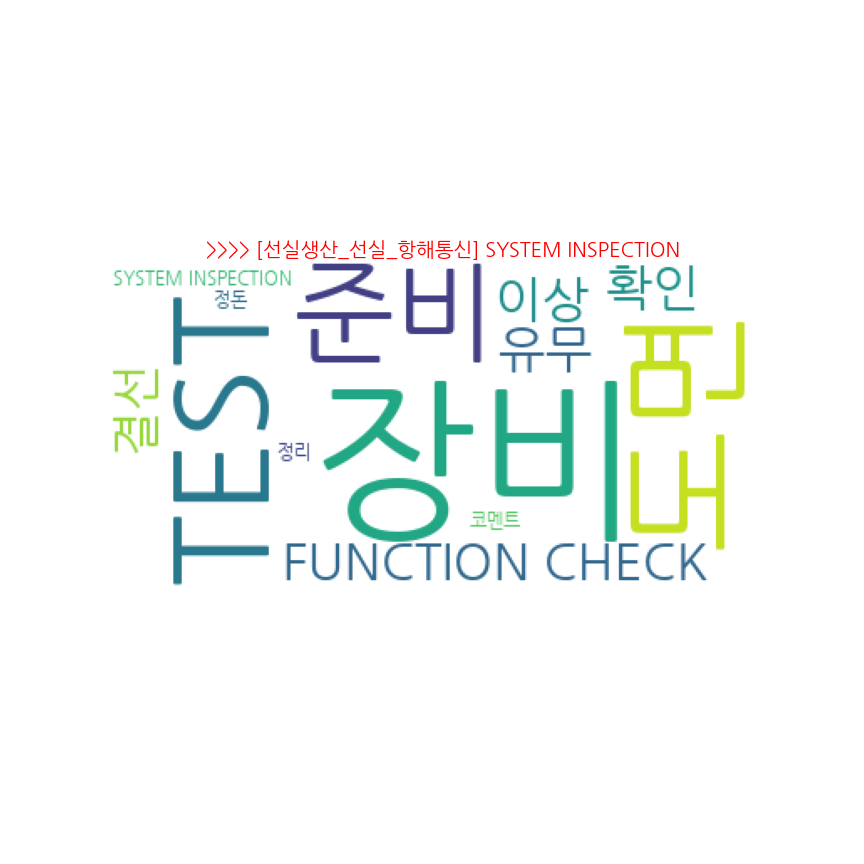 >>>> [선실생산_선실_항해통신] SYSTEM INSPECTION
SYSTEM INSPECTION
정돈
준비
이상
확인
유무
TEST
결선
정리
장비
도면
코멘트
FUNCTION CHECK